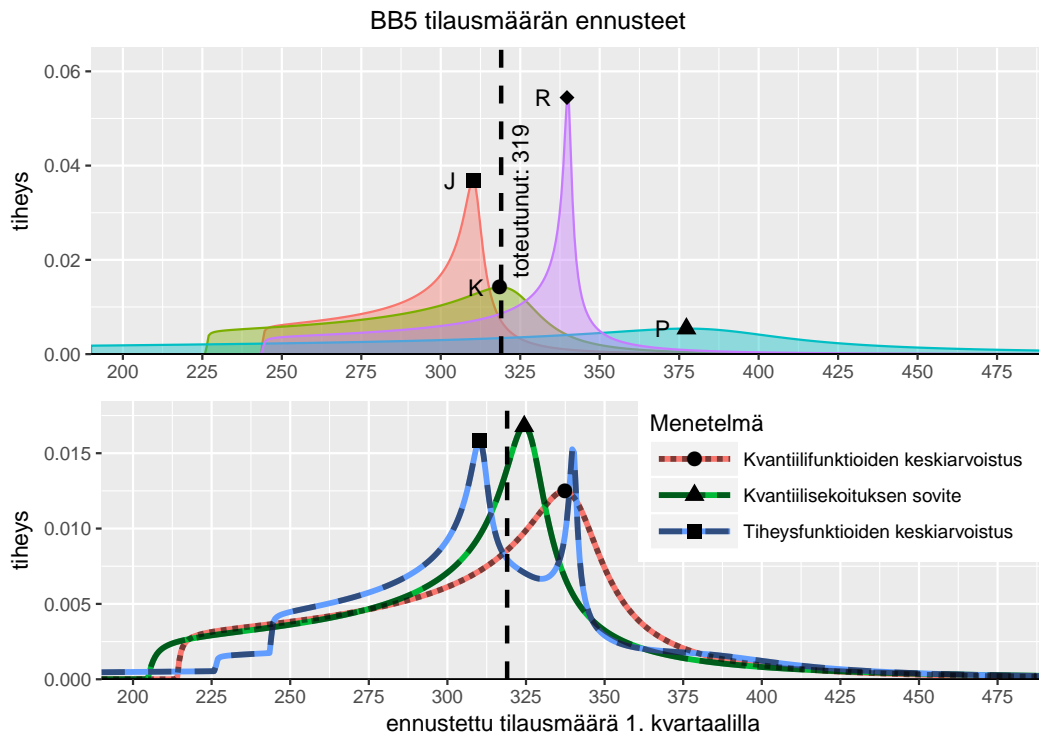 BB5 tilausmäärän ennusteet
tiheys
0.06
0.04
0.02
0.00
J
K
R
P
toteutunut: 319
200 225 250 275 300 325 350 375 400 425 450 475
tiheys
0.015
0.010
0.005
0.000
Menetelmä
Kvantiilifunktioiden keskiarvoistus
Kvantiilisekoituksen sovite
Tiheysfunktioiden keskiarvoistus
200 225 250 275 300 325 350 375 400 425 450 475
ennustettu tilausmäärä 1. kvartaalilla